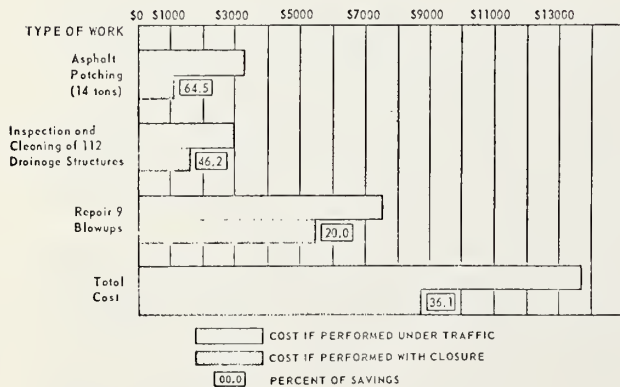 $0 $1000 $3000 $5000 $7000 $9000 $11000 $13000
TYPE OF WORK
Asphalt
Patching
(14 tons)
64.5
Inspection and
Cleaning of 112
Drainage Structures
46.2
Repair 9
Blowups
20.0
Total
Cost
36.1
COST IF PERFORMED UNDER TRAFFIC
COST IF PERFORMED WITH CLOSURE
00.0 PERCENT OF SAVINGS